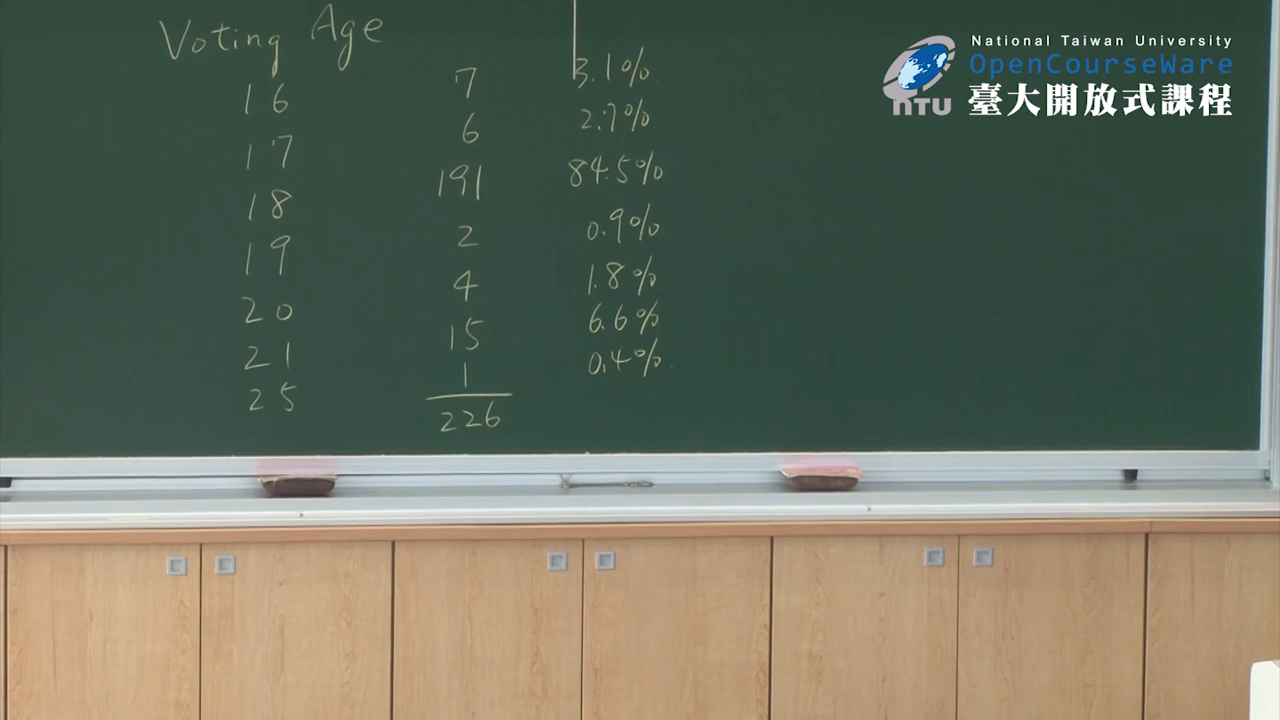 Voting Age
16 7 3.1%
17 6 2.7%
18 191 84.5%
19 2 0.9%
20 4 1.8%
21 15 6.6%
25 1 0.4%
226
National Taiwan University
OpenCourseWare
NTU 臺大開放式課程